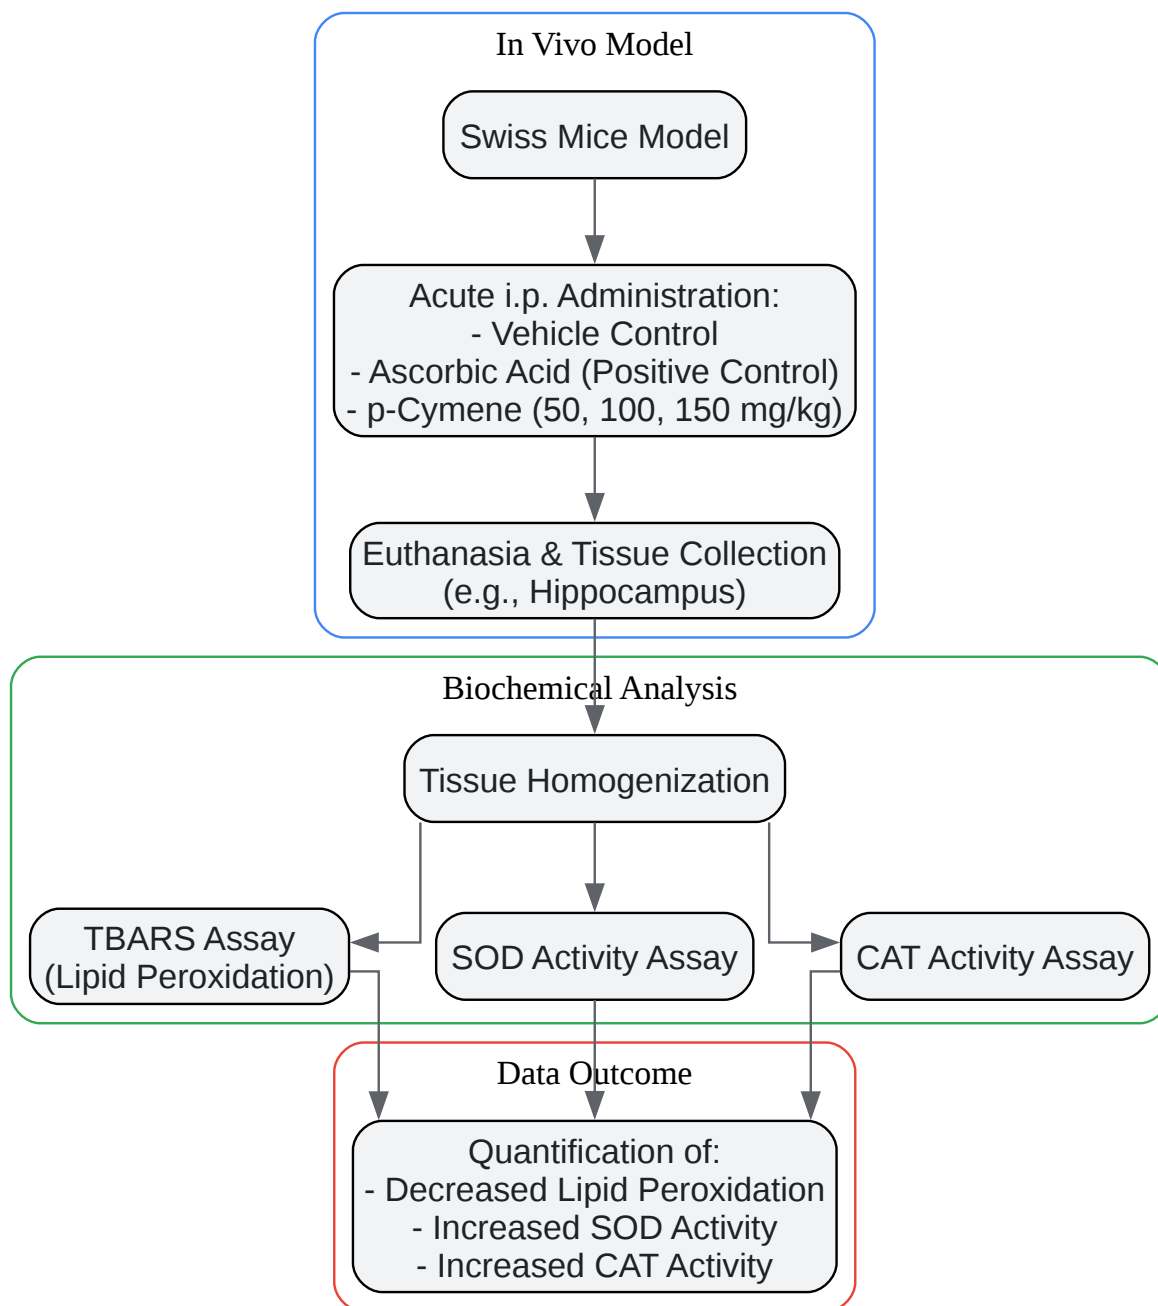 In Vivo Model
Swiss Mice Model
Acute i.p. Administration:
- Vehicle Control
- Ascorbic Acid (Positive Control)
- p-Cymene (50, 100, 150 mg/kg)
Euthanasia & Tissue Collection
(e.g., Hippocampus)
Biochemical Analysis
Tissue Homogenization
TBARS Assay
(Lipid Peroxidation)
SOD Activity Assay
CAT Activity Assay
Data Outcome
Quantification of:
- Decreased Lipid Peroxidation
- Increased SOD Activity
- Increased CAT Activity